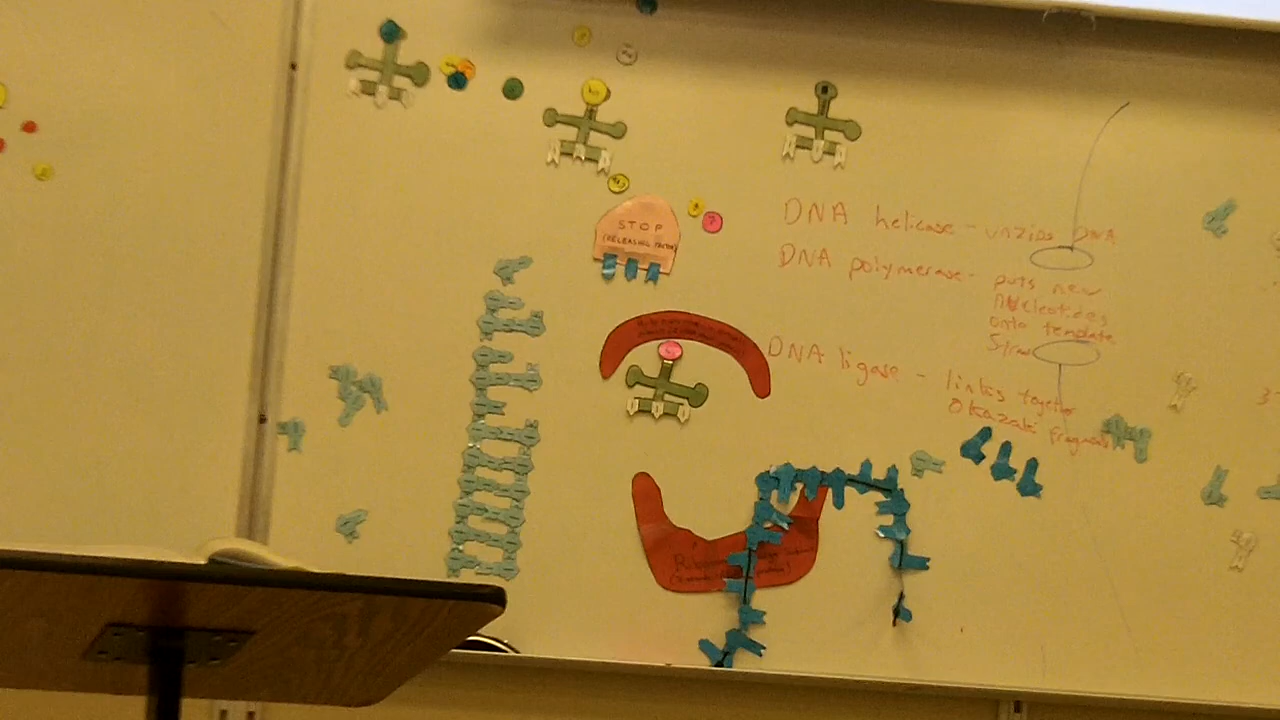 STOP
(RELEASING FACTOR)
DNA helicase - unzips DNA
DNA polymerase - puts new
nucleotides
onto template
DNA ligase - links together
Okazaki fragments
3